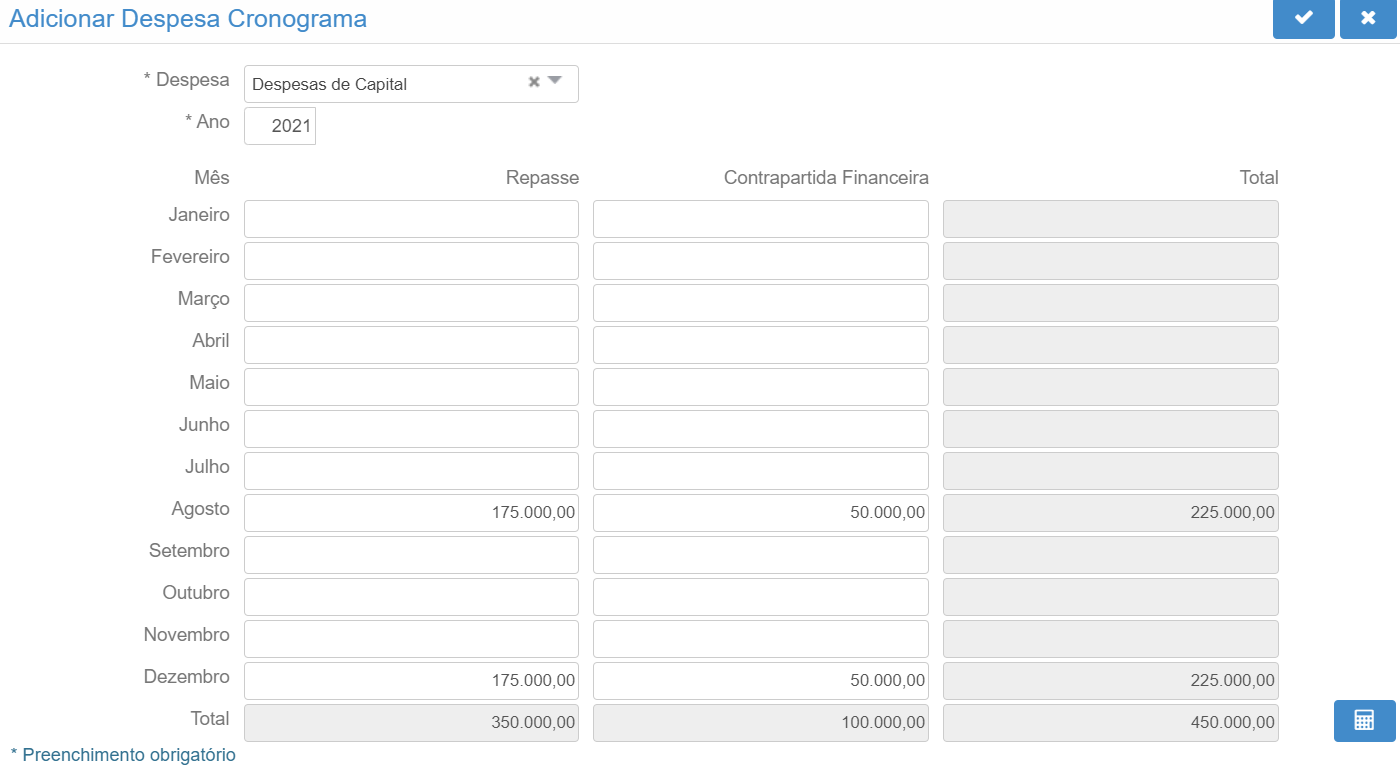 Adicionar Despesa Cronograma
* Despesa Despesas de Capital
* Ano 2021
Mês Repasse Contrapartida Financeira Total
Janeiro
Fevereiro
Março
Abril
Maio
Junho
Julho
Agosto 175.000,00 50.000,00 225.000,00
Setembro
Outubro
Novembro
Dezembro 175.000,00 50.000,00 225.000,00
Total 350.000,00 100.000,00 450.000,00
* Preenchimento obrigatório